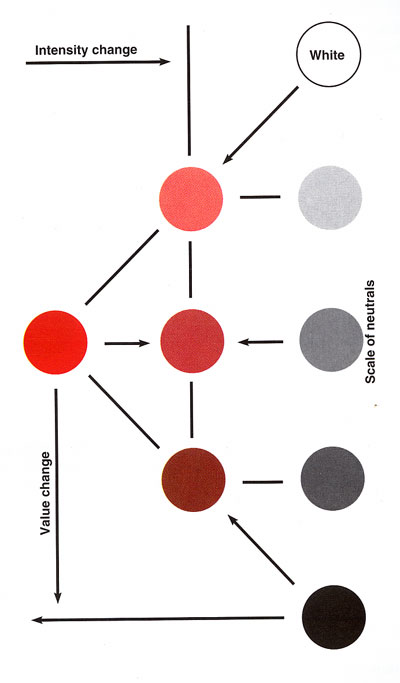 Intensity change
White
Scale of neutrals
Value change